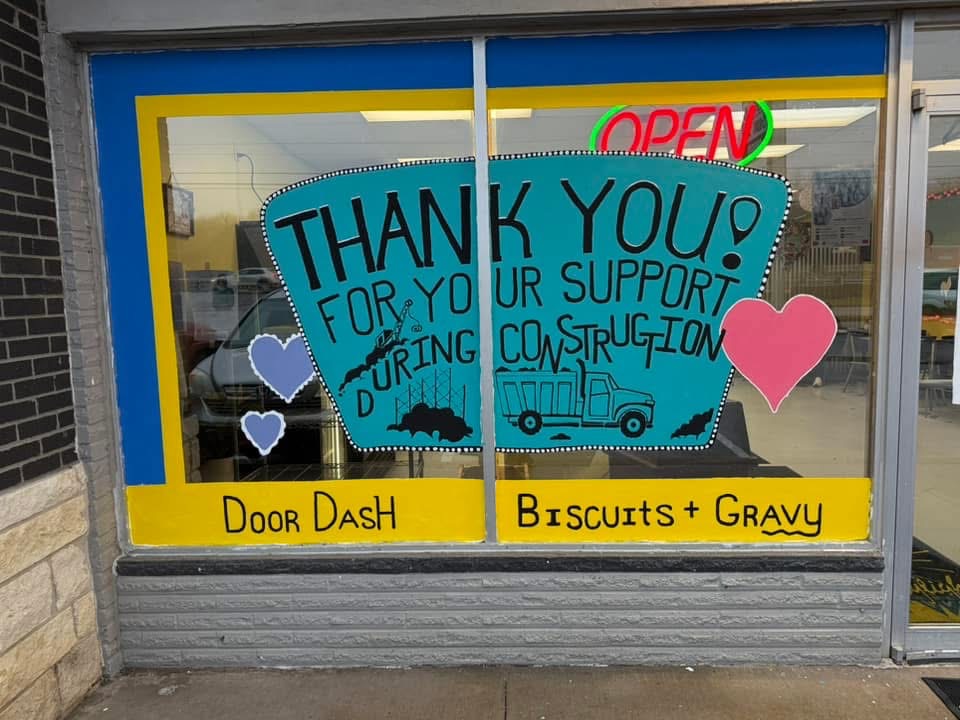 OPEN
THANK YOU!
FOR YOUR SUPPORT
DURING CONSTRUCTION
DOOR DASH
BISCUITS + GRAVY